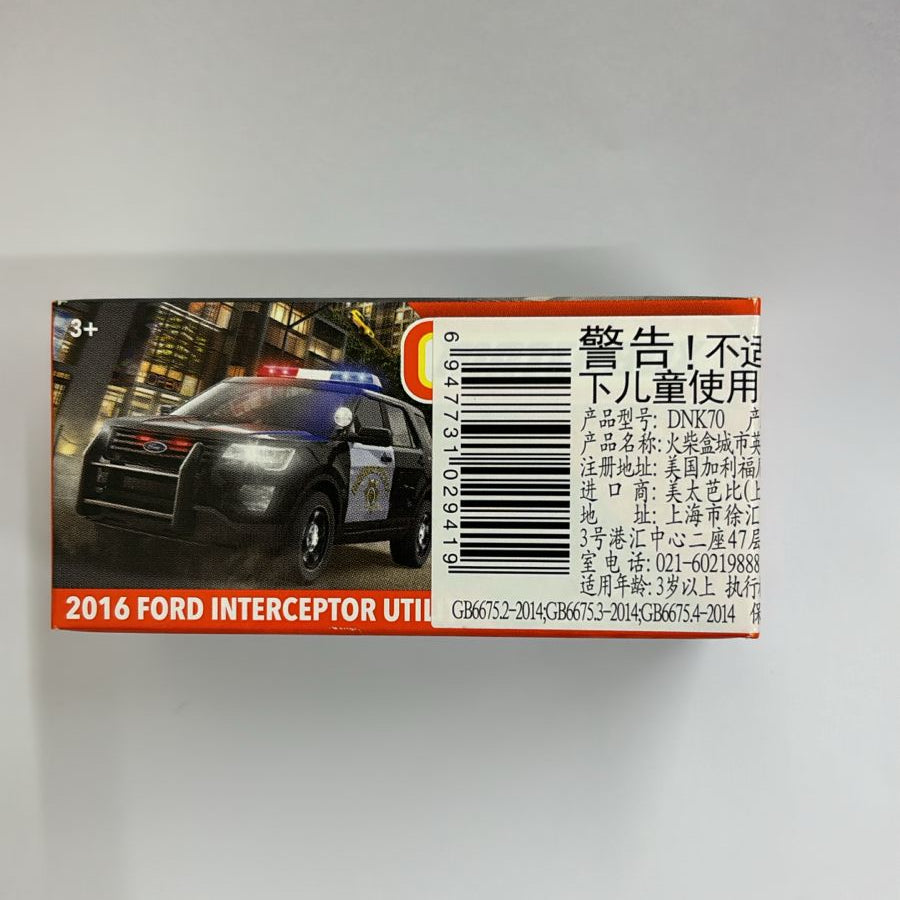 3+
Ford
2016 FORD INTERCEPTOR UTIL
6947731029419
警告！不适
下儿童使用
产品型号: DNK70 产
产品名称: 火柴盒城市英
注册地址: 美国加利福
进口商: 美太芭比(上
地址: 上海市徐汇
3号港汇中心二座47层
室电话: 021-60219888
适用年龄: 3岁以上 执行
GB6675.2-2014;GB6675.3-2014;GB6675.4-2014